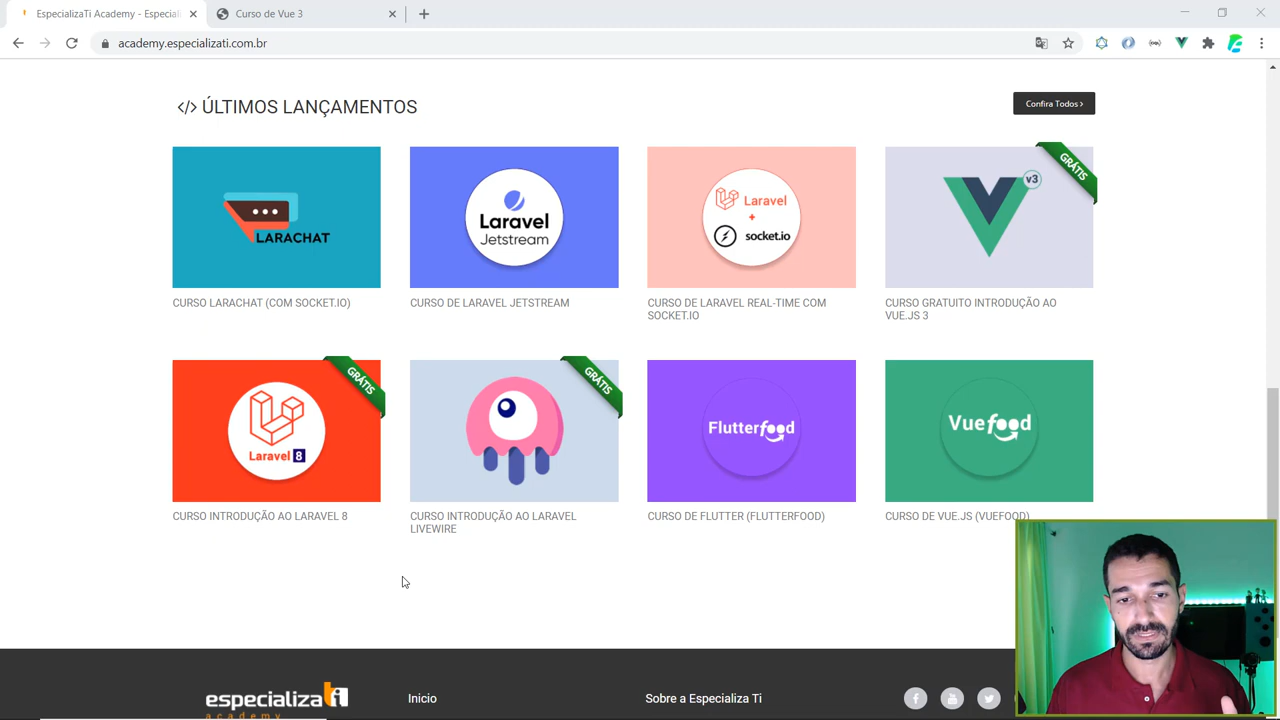 EspecializaTi Academy - Especial
Curso de Vue 3
academy.especializati.com.br
</> ÚLTIMOS LANÇAMENTOS
Confira Todos >
LARACHAT
Laravel
Jetstream
Laravel
+
socket.io
v3
GRÁTIS
CURSO LARACHAT (COM SOCKET.IO)
CURSO DE LARAVEL JETSTREAM
CURSO DE LARAVEL REAL-TIME COM
SOCKET.IO
CURSO GRATUITO INTRODUÇÃO AO
VUE.JS 3
Laravel 8
GRÁTIS
GRÁTIS
Flutterfood
Vuefood
CURSO INTRODUÇÃO AO LARAVEL 8
CURSO INTRODUÇÃO AO LARAVEL
LIVEWIRE
CURSO DE FLUTTER (FLUTTERFOOD)
CURSO DE VUE.JS (VUEFOOD)
especializati
academy
Inicio
Sobre a Especializa Ti